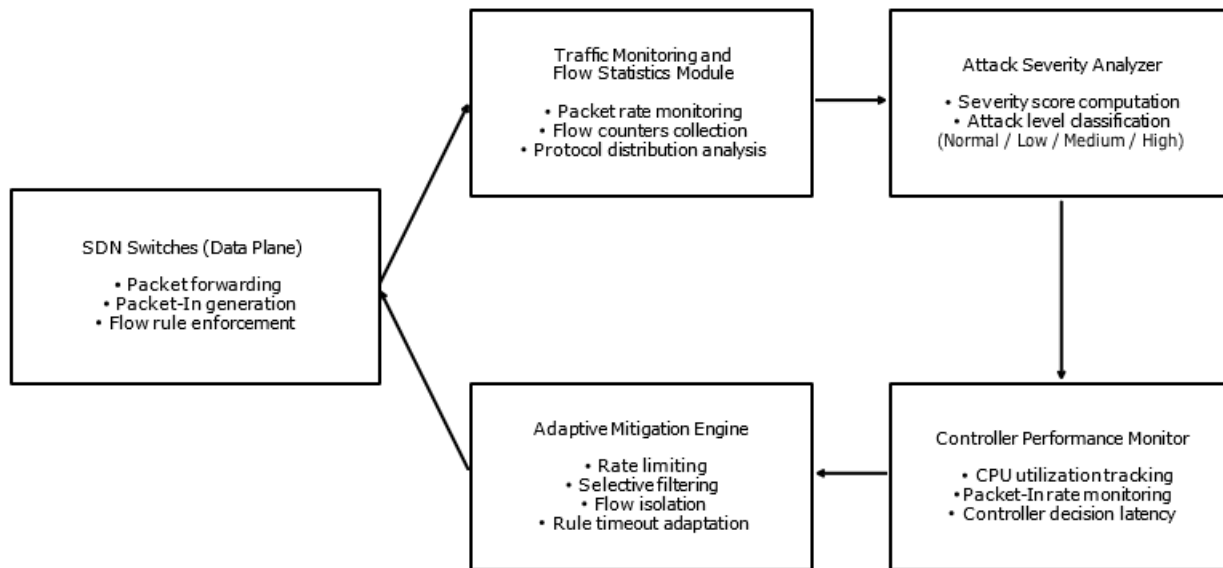 Traffic Monitoring and
Flow Statistics Module
• Packet rate monitoring
• Flow counters collection
• Protocol distribution analysis
Attack Severity Analyzer
• Severity score computation
• Attack level classification
(Normal / Low / Medium / High)
SDN Switches (Data Plane)
• Packet forwarding
• Packet-In generation
• Flow rule enforcement
Adaptive Mitigation Engine
• Rate limiting
• Selective filtering
• Flow isolation
• Rule timeout adaptation
Controller Performance Monitor
• CPU utilization tracking
• Packet-In rate monitoring
• Controller decision latency